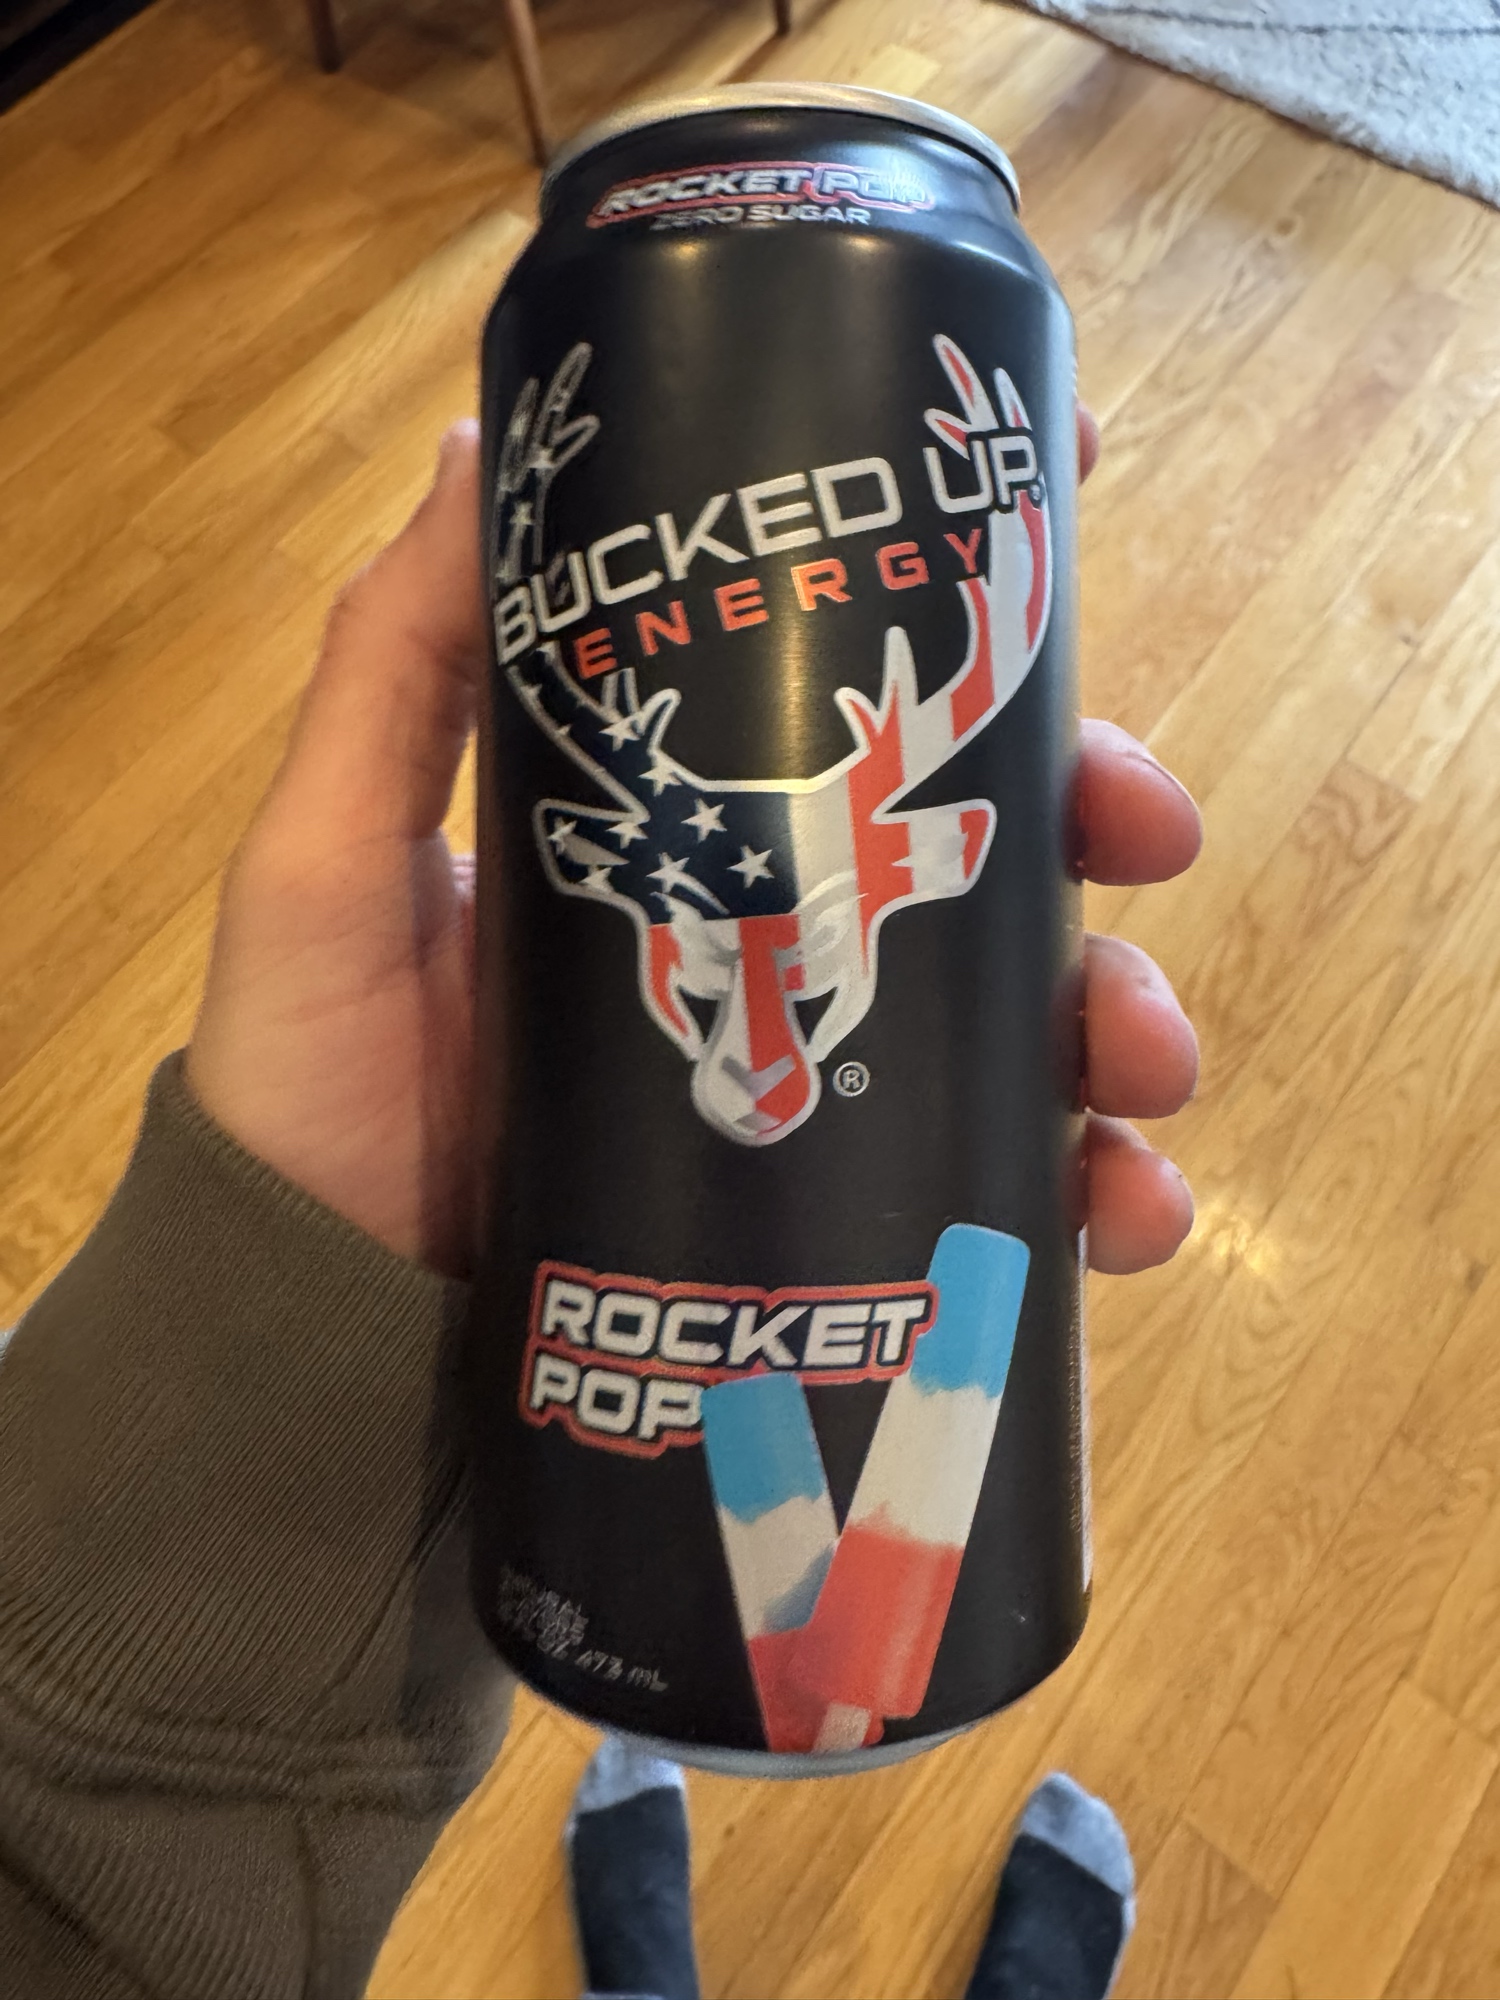 ROCKET POP
ZERO SUGAR
BUCKED UP®
ENERGY
®
ROCKET
POP
473 mL